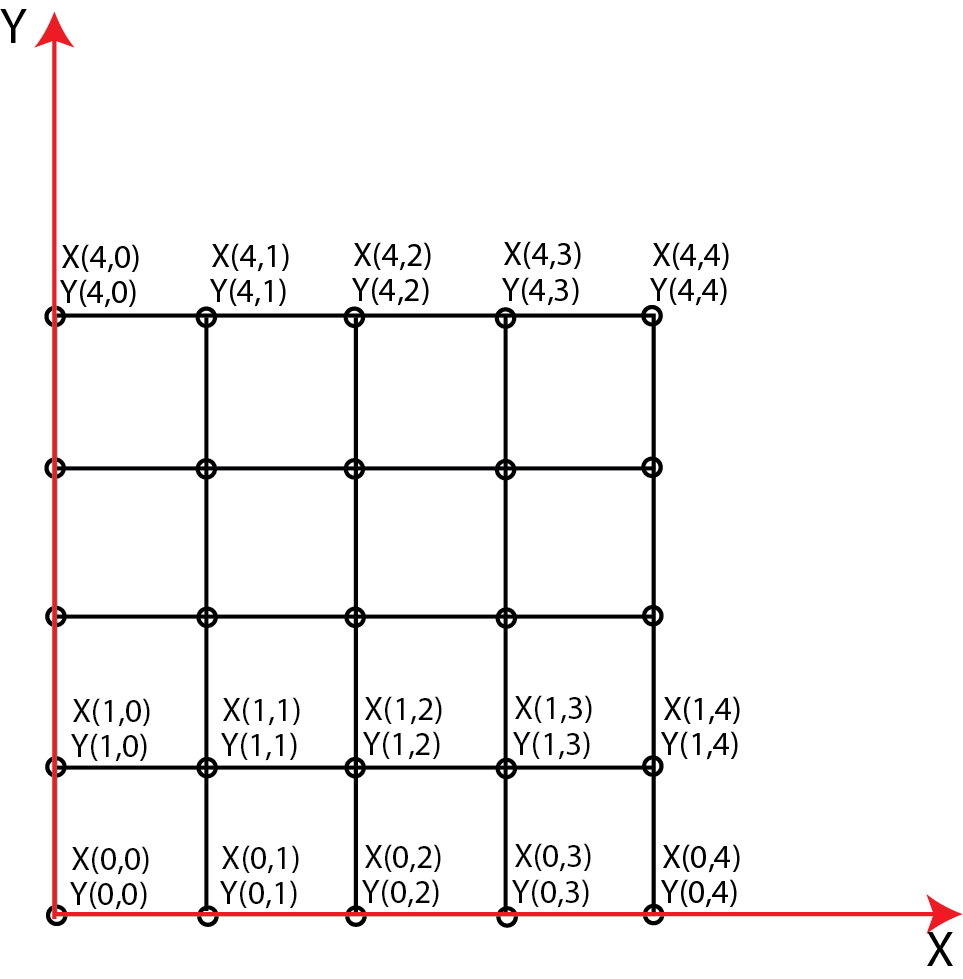 Y
X(4,0) X(4,1) X(4,2) X(4,3) X(4,4)
Y(4,0) Y(4,1) Y(4,2) Y(4,3) Y(4,4)
X(1,0) X(1,1) X(1,2) X(1,3) X(1,4)
Y(1,0) Y(1,1) Y(1,2) Y(1,3) Y(1,4)
X(0,0) X(0,1) X(0,2) X(0,3) X(0,4)
Y(0,0) Y(0,1) Y(0,2) Y(0,3) Y(0,4)
X